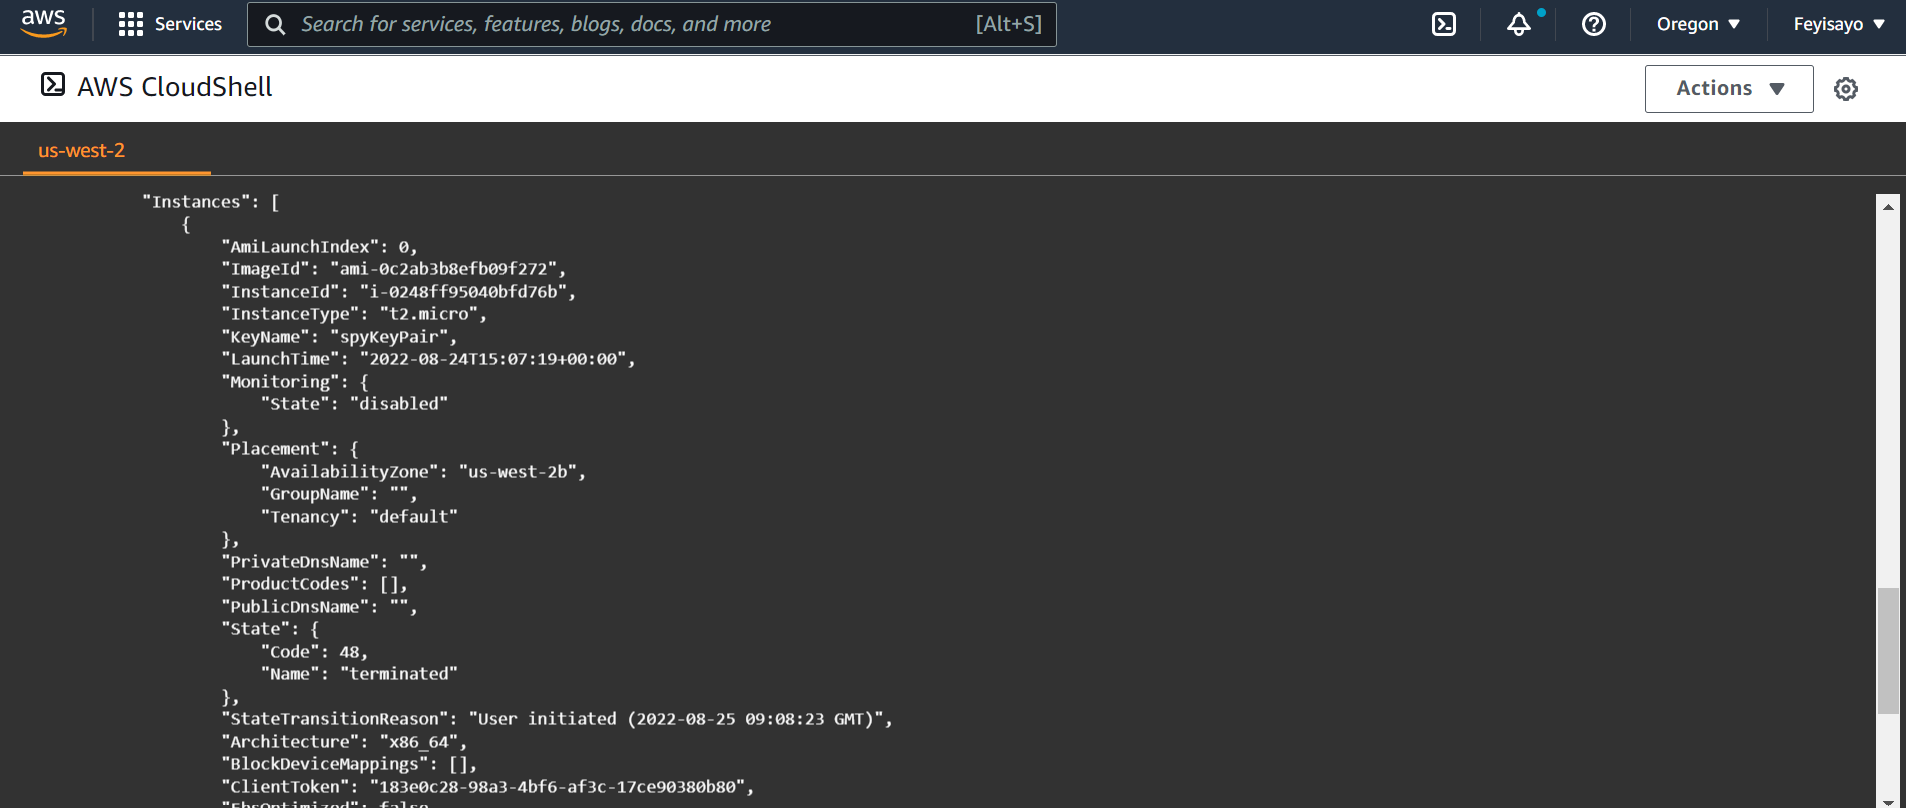 aws Services Search for services, features, blogs, docs, and more [Alt+S] Oregon Feyisayo
AWS CloudShell Actions
us-west-2
"Instances": [
{
"AmiLaunchIndex": 0,
"ImageId": "ami-0c2ab3b8efb09f272",
"InstanceId": "i-0248ff95040bfd76b",
"InstanceType": "t2.micro",
"KeyName": "spyKeyPair",
"LaunchTime": "2022-08-24T15:07:19+00:00",
"Monitoring": {
"State": "disabled"
},
"Placement": {
"AvailabilityZone": "us-west-2b",
"GroupName": "",
"Tenancy": "default"
},
"PrivateDnsName": "",
"ProductCodes": [],
"PublicDnsName": "",
"State": {
"Code": 48,
"Name": "terminated"
},
"StateTransitionReason": "User initiated (2022-08-25 09:08:23 GMT)",
"Architecture": "x86_64",
"BlockDeviceMappings": [],
"ClientToken": "183e0c28-98a3-4bf6-af3c-17ce90380b80",
"EbsOptimized": false,